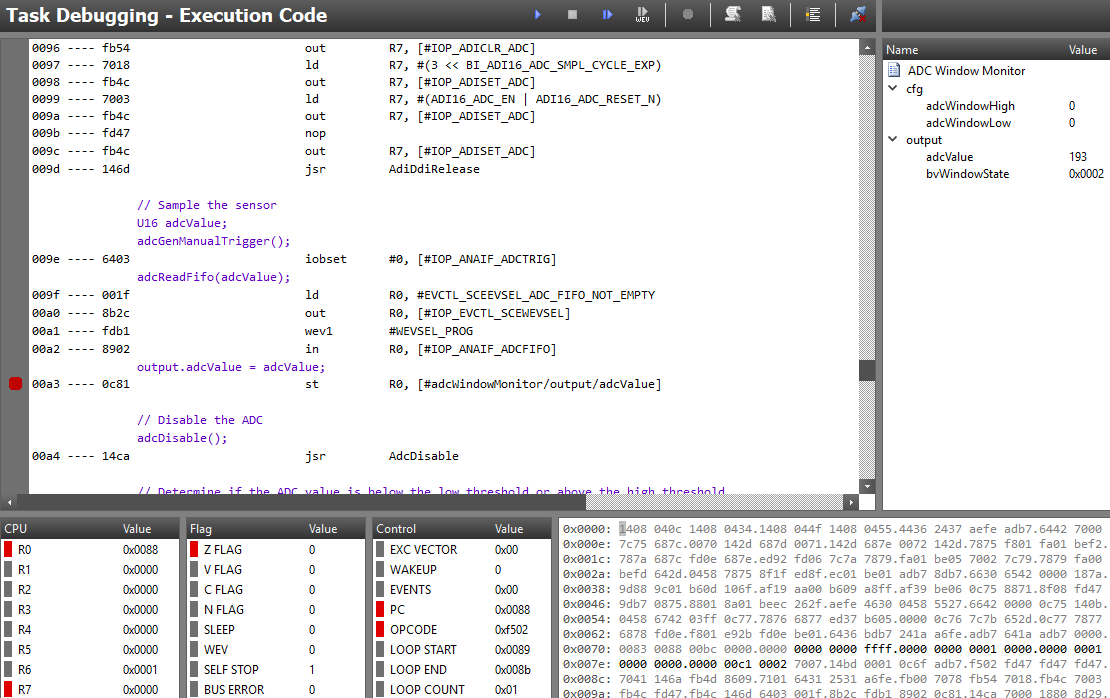 Task Debugging - Execution Code
WEV
0096 ---- fb54 out R7, [#IOP_ADICLR_ADC]
0097 ---- 7018 ld R7, #(3 << BI_ADI16_ADC_SMPL_CYCLE_EXP)
0098 ---- fb4c out R7, [#IOP_ADISET_ADC]
0099 ---- 7003 ld R7, #(ADI16_ADC_EN | ADI16_ADC_RESET_N)
009a ---- fb4c out R7, [#IOP_ADISET_ADC]
009b ---- fd47 nop
009c ---- fb4c out R7, [#IOP_ADISET_ADC]
009d ---- 146d jsr AdiDdiRelease
// Sample the sensor
U16 adcValue;
adcGenManualTrigger();
009e ---- 6403 iobset #0, [#IOP_ANAIF_ADCTRIG]
adcReadFifo(adcValue);
009f ---- 001f ld R0, #EVCTL_SCEEVSEL_ADC_FIFO_NOT_EMPTY
00a0 ---- 8b2c out R0, [#IOP_EVCTL_SCEWEVSEL]
00a1 ---- fdb1 wev1 #WEVSEL_PROG
00a2 ---- 8902 in R0, [#IOP_ANAIF_ADCFIFO]
output.adcValue = adcValue;
00a3 ---- 0c81 st R0, [#adcWindowMonitor/output/adcValue]
// Disable the ADC
adcDisable();
00a4 ---- 14ca jsr AdcDisable
// Determine if the ADC value is below the low threshold or above the high threshold
Name Value
ADC Window Monitor
cfg
adcWindowHigh 0
adcWindowLow 0
output
adcValue 193
bvWindowState 0x0002
CPU Value
R0 0x0088
R1 0x0000
R2 0x0000
R3 0x0000
R4 0x0000
R5 0x0000
R6 0x0001
R7 0x0000
Flag Value
Z FLAG 0
V FLAG 0
C FLAG 0
N FLAG 0
SLEEP 0
WEV 0
SELF STOP 1
BUS ERROR 0
Control Value
EXC VECTOR 0x00
WAKEUP 0
EVENTS 0x00
PC 0x0088
OPCODE 0xf502
LOOP START 0x0089
LOOP END 0x008b
LOOP COUNT 0x01
0x0000: 1408 040c 1408 0434.1408 044f 1408 0455.4436 2437 aefe adb7.6442 7000
0x000e: 7c75 687c.0070 142d 687d 0071.142d 687e 0072 142d.7875 f801 fa01 bef2.
0x001c: 787a 687c fd0e 687e.ed92 fd06 7c7a 7879.fa01 be05 7002 7c79.7879 fa00
0x002a: befd 642d.0458 7875 8f1f ed8f.ec01 be01 adb7 8db7.6630 6542 0000 187a.
0x0038: 9d88 9c01 b60d 106f.af19 aa00 b609 a8ff.af39 be06 0c75 8871.8f08 fd47
0x0046: 9db7 0875.8801 8a01 beec 262f.aefe 4630 0458 5527.6642 0000 0c75 140b.
0x0054: 0458 6742 03ff 0c77.7876 6877 ed37 b605.0000 0c76 7c7b 652d.0c77 7877
0x0062: 6878 fd0e.f801 e92b fd0e be01.6436 bdb7 241a a6fe.adb7 641a adb7 0000.
0x0070: 0083 0088 00bc 0000.0000 0000 0000 ffff.0000 0000 0001 0000.0000 0001
0x007e: 0000 0000.0000 00c1 0002 7007.14bd 0001 0c6f adb7.f502 fd47 fd47 fd47.
0x008c: 7041 146a fb4d 8609.7101 6431 2531 a6fe.fb00 7078 fb54 7018.fb4c 7003
0x009a: fb4c fd47.fb4c 146d 6403 001f.8b2c fdb1 8902 0c81.14ca 7000 1880 8d29.